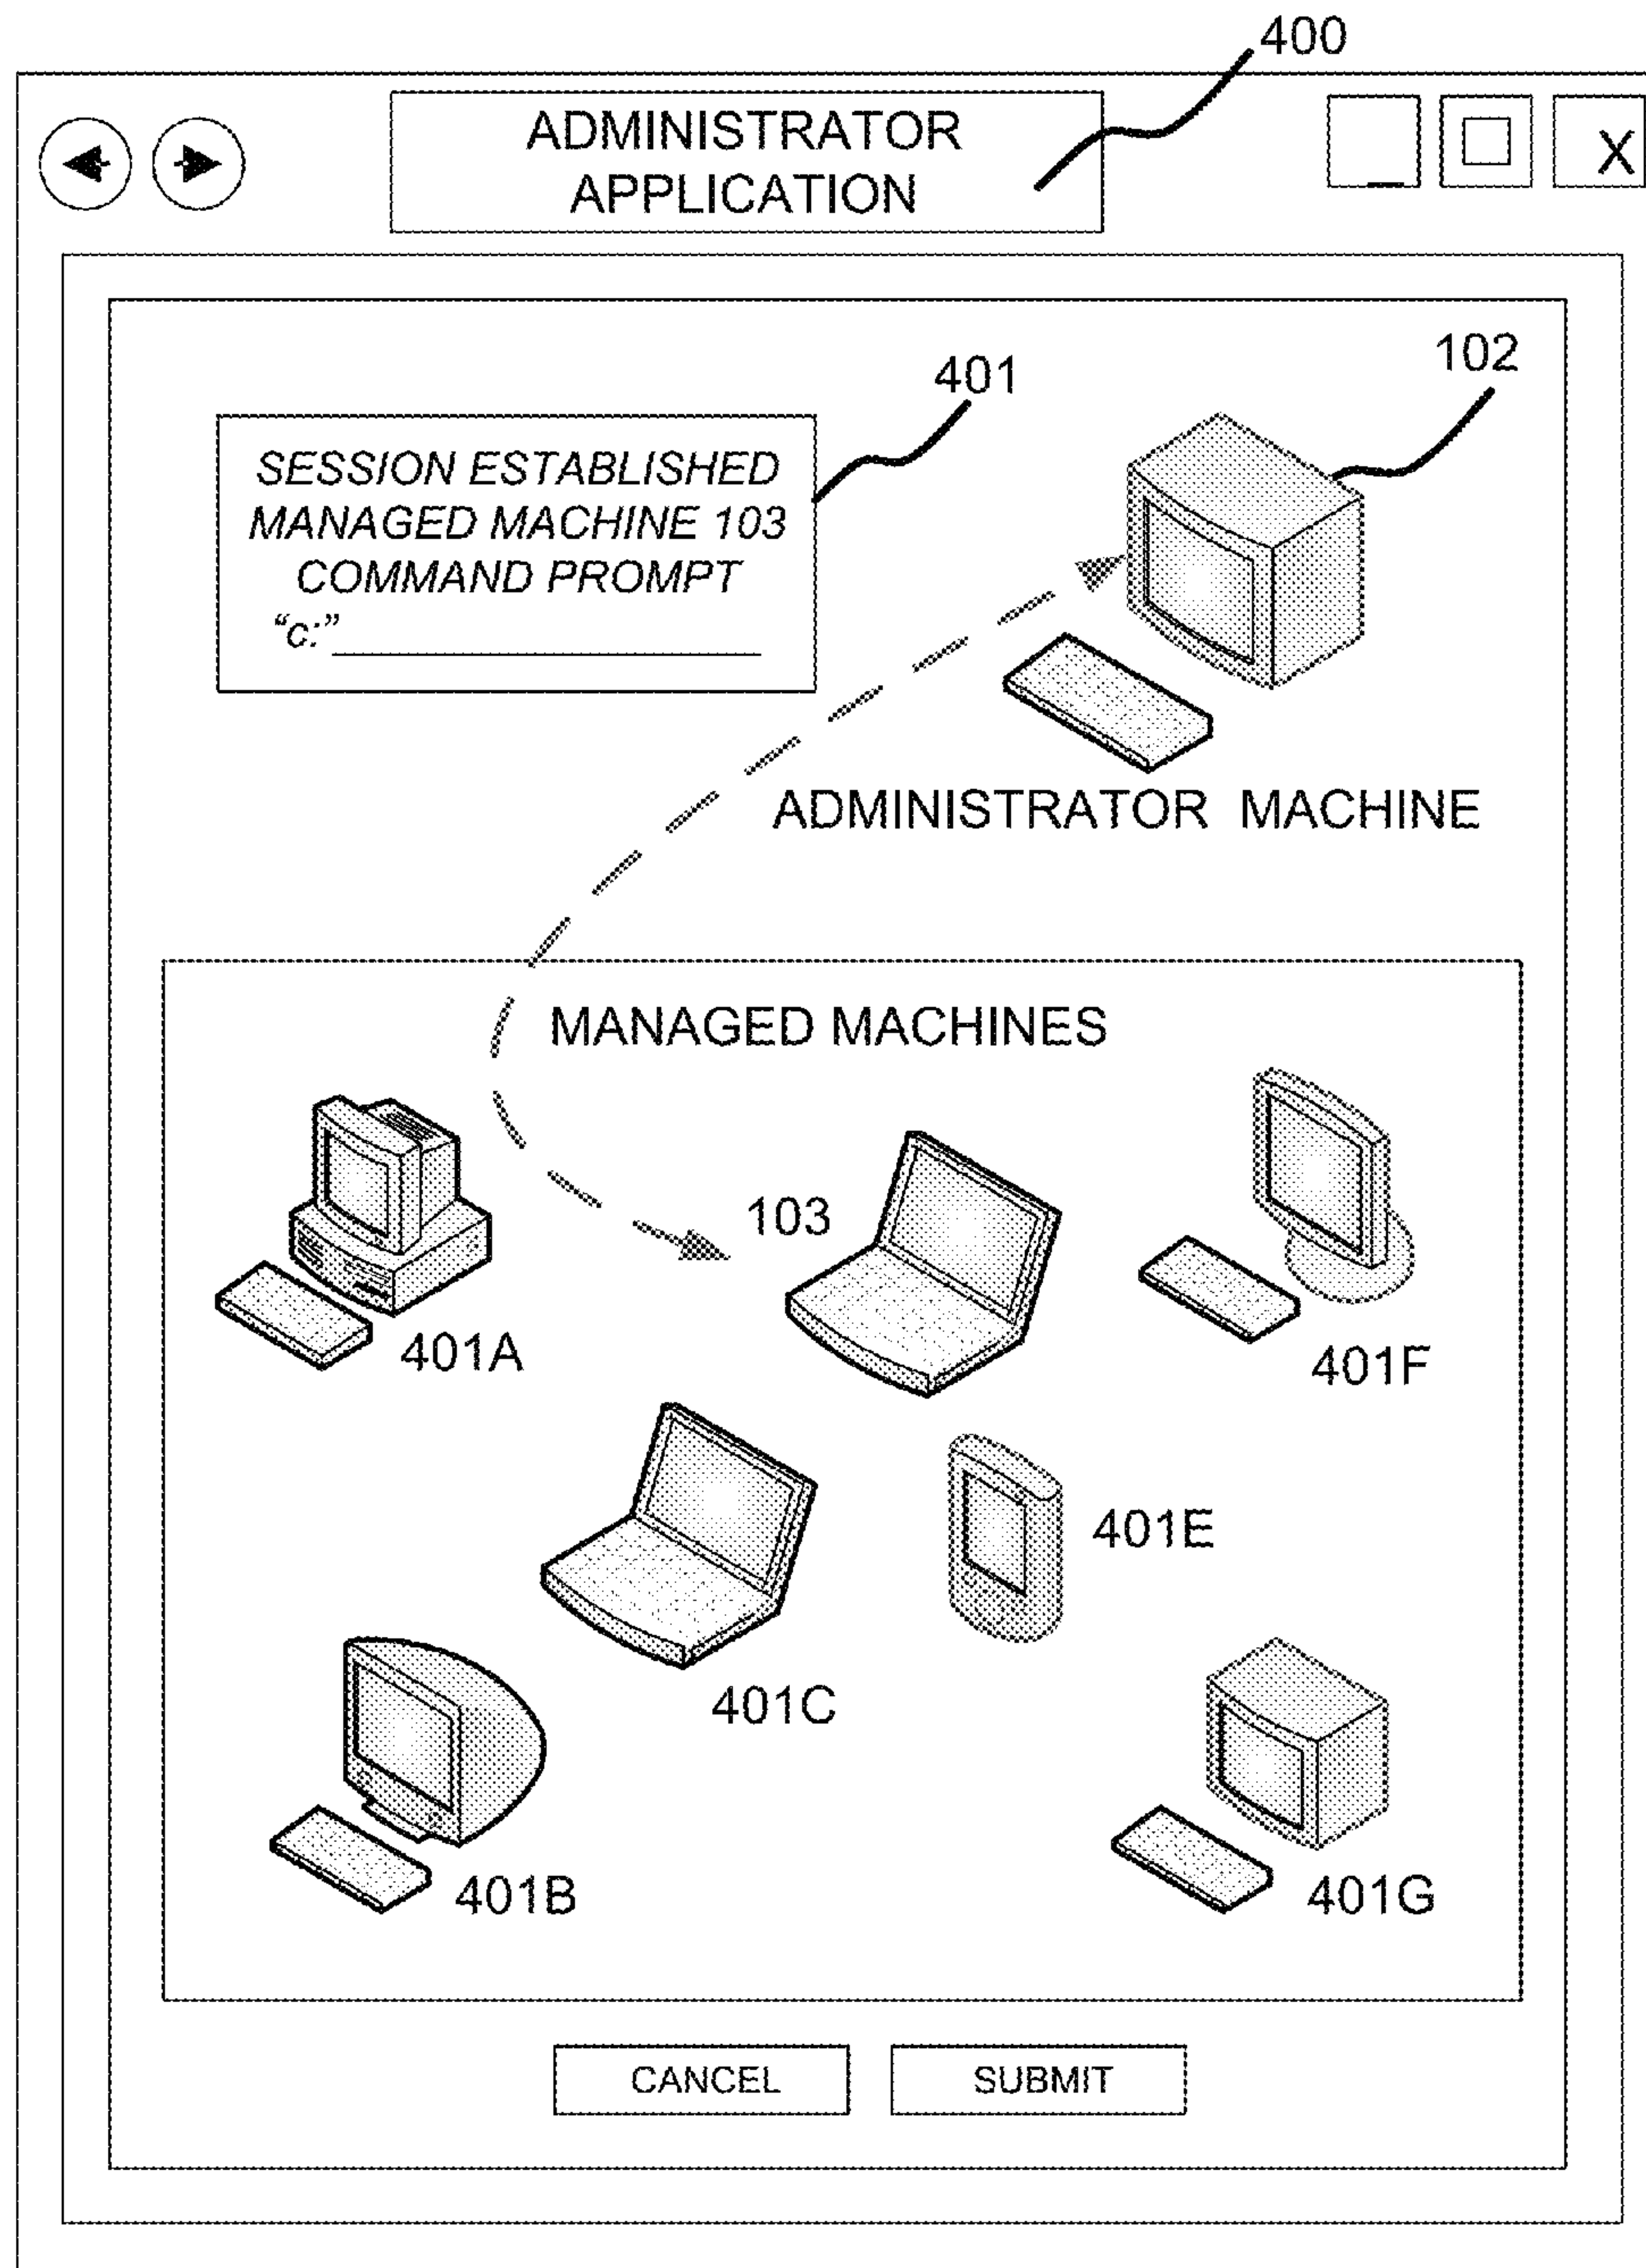 400
ADMINISTRATOR
APPLICATION
_
X
401
102
SESSION ESTABLISHED
MANAGED MACHINE 103
COMMAND PROMPT
“c:”
ADMINISTRATOR MACHINE
MANAGED MACHINES
103
401A
401F
401E
401C
401B
401G
CANCEL
SUBMIT